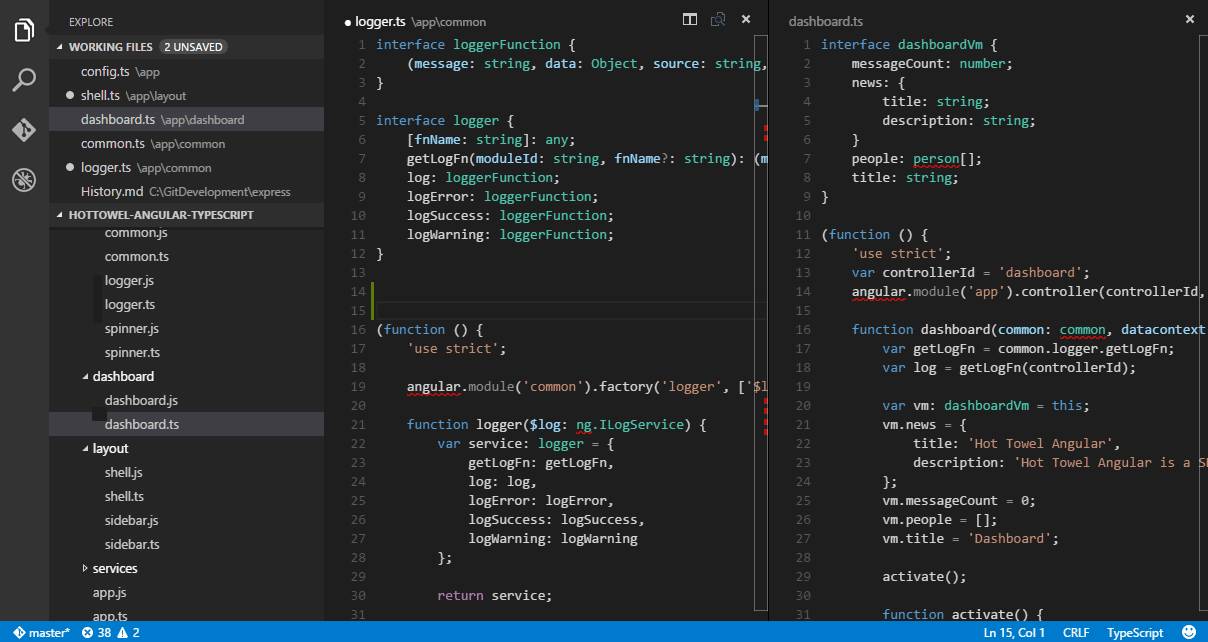 EXPLORE
WORKING FILES 2 UNSAVED
config.ts \app
shell.ts \app\layout
dashboard.ts \app\dashboard
common.ts \app\common
logger.ts \app\common
History.md C:\GitDevelopment\express
HOTTOWEL-ANGULAR-TYPESCRIPT
common.js
common.ts
logger.js
logger.ts
spinner.js
spinner.ts
dashboard
dashboard.js
dashboard.ts
layout
shell.js
shell.ts
sidebar.js
sidebar.ts
services
app.js
app.ts
logger.ts \app\common
1 interface loggerFunction {
2 (message: string, data: Object, source: string,
3 }
4
5 interface logger {
6 [fnName: string]: any;
7 getLogFn(moduleId: string, fnName?: string): (m
8 log: loggerFunction;
9 logError: loggerFunction;
10 logSuccess: loggerFunction;
11 logWarning: loggerFunction;
12 }
13
14
15
16 (function () {
17 'use strict';
18
19 angular.module('common').factory('logger', ['$l
20
21 function logger($log: ng.ILogService) {
22 var service: logger = {
23 getLogFn: getLogFn,
24 log: log,
25 logError: logError,
26 logSuccess: logSuccess,
27 logWarning: logWarning
28 };
29
30 return service;
31
dashboard.ts
1 interface dashboardVm {
2 messageCount: number;
3 news: {
4 title: string;
5 description: string;
6 }
7 people: person[];
8 title: string;
9 }
10
11 (function () {
12 'use strict';
13 var controllerId = 'dashboard';
14 angular.module('app').controller(controllerId,
15
16 function dashboard(common: common, datacontext
17 var getLogFn = common.logger.getLogFn;
18 var log = getLogFn(controllerId);
19
20 var vm: dashboardVm = this;
21 vm.news = {
22 title: 'Hot Towel Angular',
23 description: 'Hot Towel Angular is a S
24 };
25 vm.messageCount = 0;
26 vm.people = [];
27 vm.title = 'Dashboard';
28
29 activate();
30
31 function activate() {
master* 38 2 Ln 15, Col 1 CRLF TypeScript